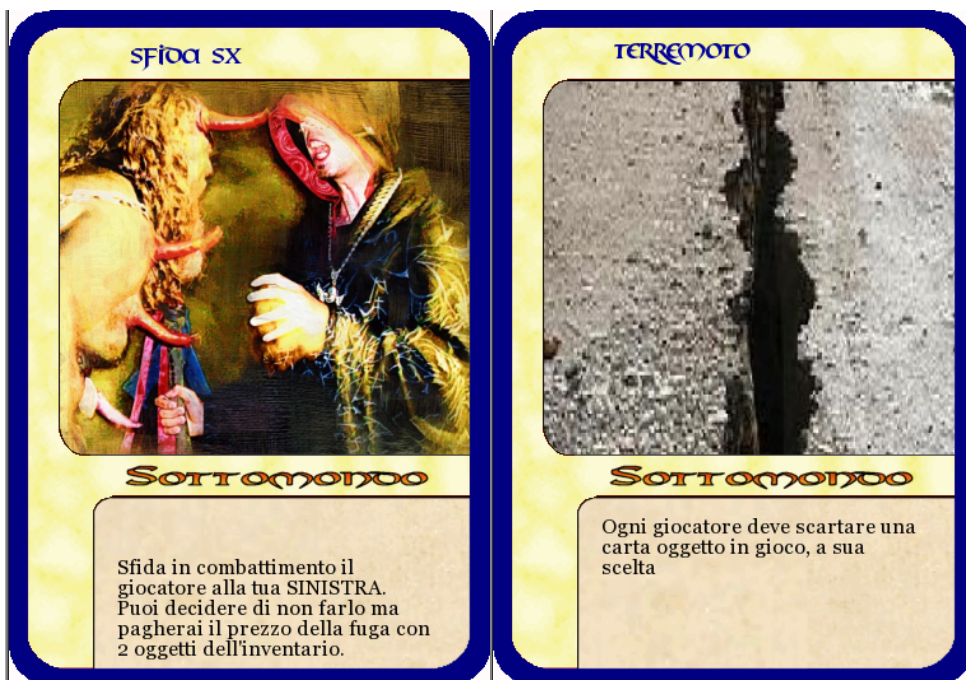 Sfida sx
Sottomondo
Sfida in combattimento il
giocatore alla tua SINISTRA.
Puoi decidere di non farlo ma
pagherai il prezzo della fuga con
2 oggetti dell'inventario.
Terremoto
Sottomondo
Ogni giocatore deve scartare una
carta oggetto in gioco, a sua
scelta